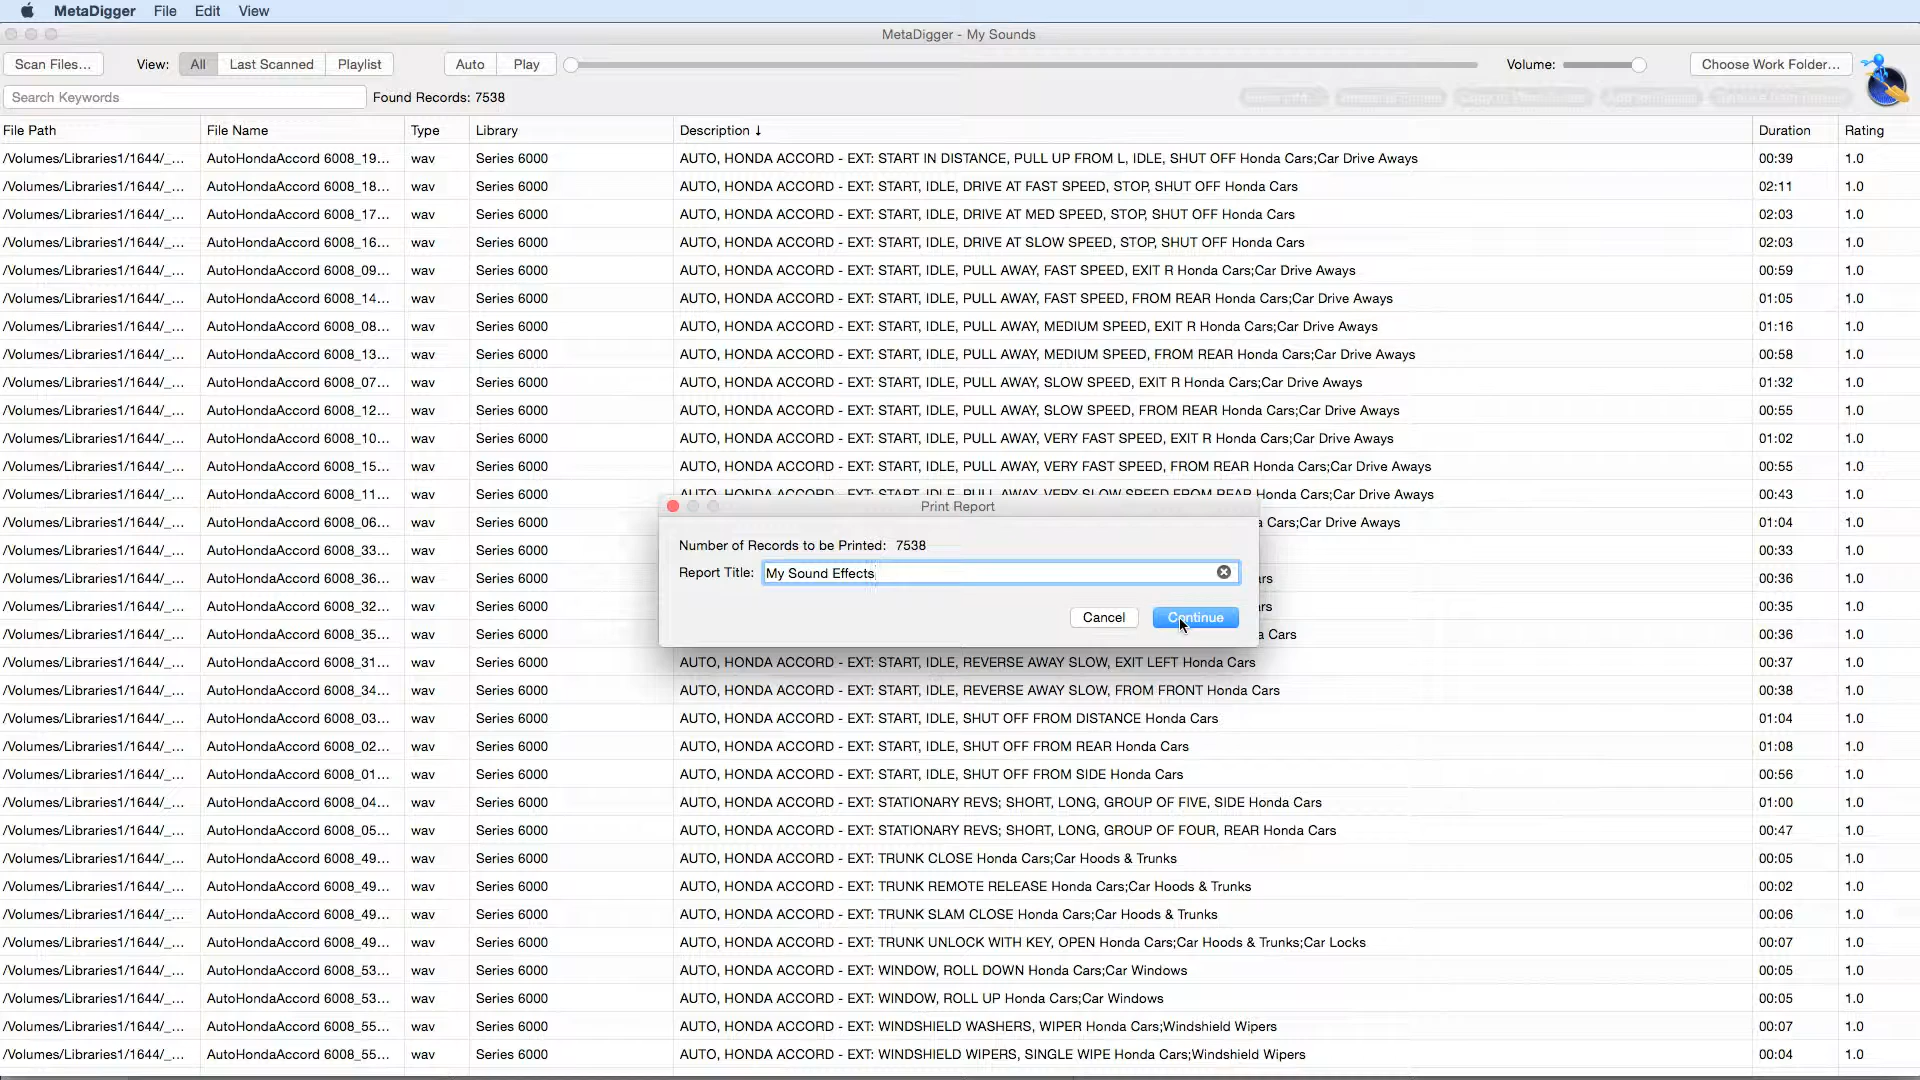 MetaDigger File Edit View
MetaDigger - My Sounds
Scan Files... View: All Last Scanned Playlist Auto Play Volume: Choose Work Folder...
Search Keywords Found Records: 7538
File Path File Name Type Library Description ↓ Duration Rating
/Volumes/Libraries1/1644/_... AutoHondaAccord 6008_19... wav Series 6000 AUTO, HONDA ACCORD - EXT: START IN DISTANCE, PULL UP FROM L, IDLE, SHUT OFF Honda Cars;Car Drive Aways 00:39 1.0
/Volumes/Libraries1/1644/_... AutoHondaAccord 6008_18... wav Series 6000 AUTO, HONDA ACCORD - EXT: START, IDLE, DRIVE AT FAST SPEED, STOP, SHUT OFF Honda Cars 02:11 1.0
/Volumes/Libraries1/1644/_... AutoHondaAccord 6008_17... wav Series 6000 AUTO, HONDA ACCORD - EXT: START, IDLE, DRIVE AT MED SPEED, STOP, SHUT OFF Honda Cars 02:03 1.0
/Volumes/Libraries1/1644/_... AutoHondaAccord 6008_16... wav Series 6000 AUTO, HONDA ACCORD - EXT: START, IDLE, DRIVE AT SLOW SPEED, STOP, SHUT OFF Honda Cars 02:03 1.0
/Volumes/Libraries1/1644/_... AutoHondaAccord 6008_09... wav Series 6000 AUTO, HONDA ACCORD - EXT: START, IDLE, PULL AWAY, FAST SPEED, EXIT R Honda Cars;Car Drive Aways 00:59 1.0
/Volumes/Libraries1/1644/_... AutoHondaAccord 6008_14... wav Series 6000 AUTO, HONDA ACCORD - EXT: START, IDLE, PULL AWAY, FAST SPEED, FROM REAR Honda Cars;Car Drive Aways 01:05 1.0
/Volumes/Libraries1/1644/_... AutoHondaAccord 6008_08... wav Series 6000 AUTO, HONDA ACCORD - EXT: START, IDLE, PULL AWAY, MEDIUM SPEED, EXIT R Honda Cars;Car Drive Aways 01:16 1.0
/Volumes/Libraries1/1644/_... AutoHondaAccord 6008_13... wav Series 6000 AUTO, HONDA ACCORD - EXT: START, IDLE, PULL AWAY, MEDIUM SPEED, FROM REAR Honda Cars;Car Drive Aways 00:58 1.0
/Volumes/Libraries1/1644/_... AutoHondaAccord 6008_07... wav Series 6000 AUTO, HONDA ACCORD - EXT: START, IDLE, PULL AWAY, SLOW SPEED, EXIT R Honda Cars;Car Drive Aways 01:32 1.0
/Volumes/Libraries1/1644/_... AutoHondaAccord 6008_12... wav Series 6000 AUTO, HONDA ACCORD - EXT: START, IDLE, PULL AWAY, SLOW SPEED, FROM REAR Honda Cars;Car Drive Aways 00:55 1.0
/Volumes/Libraries1/1644/_... AutoHondaAccord 6008_10... wav Series 6000 AUTO, HONDA ACCORD - EXT: START, IDLE, PULL AWAY, VERY FAST SPEED, EXIT R Honda Cars;Car Drive Aways 01:02 1.0
/Volumes/Libraries1/1644/_... AutoHondaAccord 6008_15... wav Series 6000 AUTO, HONDA ACCORD - EXT: START, IDLE, PULL AWAY, VERY FAST SPEED, FROM REAR Honda Cars;Car Drive Aways 00:55 1.0
/Volumes/Libraries1/1644/_... AutoHondaAccord 6008_11... wav Series 6000 AUTO, HONDA ACCORD - EXT: START, IDLE, PULL AWAY, VERY SLOW SPEED FROM REAR Honda Cars;Car Drive Aways 00:43 1.0
/Volumes/Libraries1/1644/_... AutoHondaAccord 6008_06... wav Series 6000 a Cars;Car Drive Aways 01:04 1.0
/Volumes/Libraries1/1644/_... AutoHondaAccord 6008_33... wav Series 6000 00:33 1.0
/Volumes/Libraries1/1644/_... AutoHondaAccord 6008_36... wav Series 6000 rs 00:36 1.0
/Volumes/Libraries1/1644/_... AutoHondaAccord 6008_32... wav Series 6000 rs 00:35 1.0
/Volumes/Libraries1/1644/_... AutoHondaAccord 6008_35... wav Series 6000 a Cars 00:36 1.0
Print Report
Number of Records to be Printed: 7538
Report Title: My Sound Effects
Cancel Continue
/Volumes/Libraries1/1644/_... AutoHondaAccord 6008_31... wav Series 6000 AUTO, HONDA ACCORD - EXT: START, IDLE, REVERSE AWAY SLOW, EXIT LEFT Honda Cars 00:37 1.0
/Volumes/Libraries1/1644/_... AutoHondaAccord 6008_34... wav Series 6000 AUTO, HONDA ACCORD - EXT: START, IDLE, REVERSE AWAY SLOW, FROM FRONT Honda Cars 00:38 1.0
/Volumes/Libraries1/1644/_... AutoHondaAccord 6008_03... wav Series 6000 AUTO, HONDA ACCORD - EXT: START, IDLE, SHUT OFF FROM DISTANCE Honda Cars 01:04 1.0
/Volumes/Libraries1/1644/_... AutoHondaAccord 6008_02... wav Series 6000 AUTO, HONDA ACCORD - EXT: START, IDLE, SHUT OFF FROM REAR Honda Cars 01:08 1.0
/Volumes/Libraries1/1644/_... AutoHondaAccord 6008_01... wav Series 6000 AUTO, HONDA ACCORD - EXT: START, IDLE, SHUT OFF FROM SIDE Honda Cars 00:56 1.0
/Volumes/Libraries1/1644/_... AutoHondaAccord 6008_04... wav Series 6000 AUTO, HONDA ACCORD - EXT: STATIONARY REVS; SHORT, LONG, GROUP OF FIVE, SIDE Honda Cars 01:00 1.0
/Volumes/Libraries1/1644/_... AutoHondaAccord 6008_05... wav Series 6000 AUTO, HONDA ACCORD - EXT: STATIONARY REVS; SHORT, LONG, GROUP OF FOUR, REAR Honda Cars 00:47 1.0
/Volumes/Libraries1/1644/_... AutoHondaAccord 6008_49... wav Series 6000 AUTO, HONDA ACCORD - EXT: TRUNK CLOSE Honda Cars;Car Hoods & Trunks 00:05 1.0
/Volumes/Libraries1/1644/_... AutoHondaAccord 6008_49... wav Series 6000 AUTO, HONDA ACCORD - EXT: TRUNK REMOTE RELEASE Honda Cars;Car Hoods & Trunks 00:02 1.0
/Volumes/Libraries1/1644/_... AutoHondaAccord 6008_49... wav Series 6000 AUTO, HONDA ACCORD - EXT: TRUNK SLAM CLOSE Honda Cars;Car Hoods & Trunks 00:06 1.0
/Volumes/Libraries1/1644/_... AutoHondaAccord 6008_49... wav Series 6000 AUTO, HONDA ACCORD - EXT: TRUNK UNLOCK WITH KEY, OPEN Honda Cars;Car Hoods & Trunks;Car Locks 00:07 1.0
/Volumes/Libraries1/1644/_... AutoHondaAccord 6008_53... wav Series 6000 AUTO, HONDA ACCORD - EXT: WINDOW, ROLL DOWN Honda Cars;Car Windows 00:05 1.0
/Volumes/Libraries1/1644/_... AutoHondaAccord 6008_53... wav Series 6000 AUTO, HONDA ACCORD - EXT: WINDOW, ROLL UP Honda Cars;Car Windows 00:05 1.0
/Volumes/Libraries1/1644/_... AutoHondaAccord 6008_55... wav Series 6000 AUTO, HONDA ACCORD - EXT: WINDSHIELD WASHERS, WIPER Honda Cars;Windshield Wipers 00:07 1.0
/Volumes/Libraries1/1644/_... AutoHondaAccord 6008_55... wav Series 6000 AUTO, HONDA ACCORD - EXT: WINDSHIELD WIPERS, SINGLE WIPE Honda Cars;Windshield Wipers 00:04 1.0